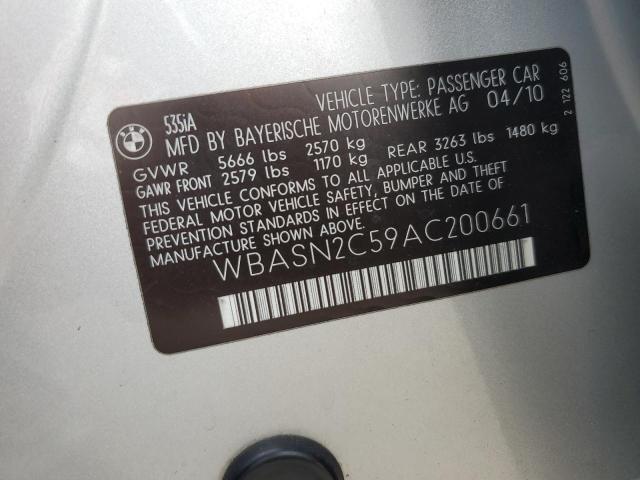 BMW
535iA
VEHICLE TYPE: PASSENGER CAR
MFD BY BAYERISCHE MOTORENWERKE AG 04/10
GVWR 5666 lbs 2570 kg
GAWR FRONT 2579 lbs 1170 kg REAR 3263 lbs 1480 kg
THIS VEHICLE CONFORMS TO ALL APPLICABLE U.S.
FEDERAL MOTOR VEHICLE SAFETY, BUMPER AND THEFT
PREVENTION STANDARDS IN EFFECT ON THE DATE OF
MANUFACTURE SHOWN ABOVE.
WBASN2C59AC200661
2 122 606